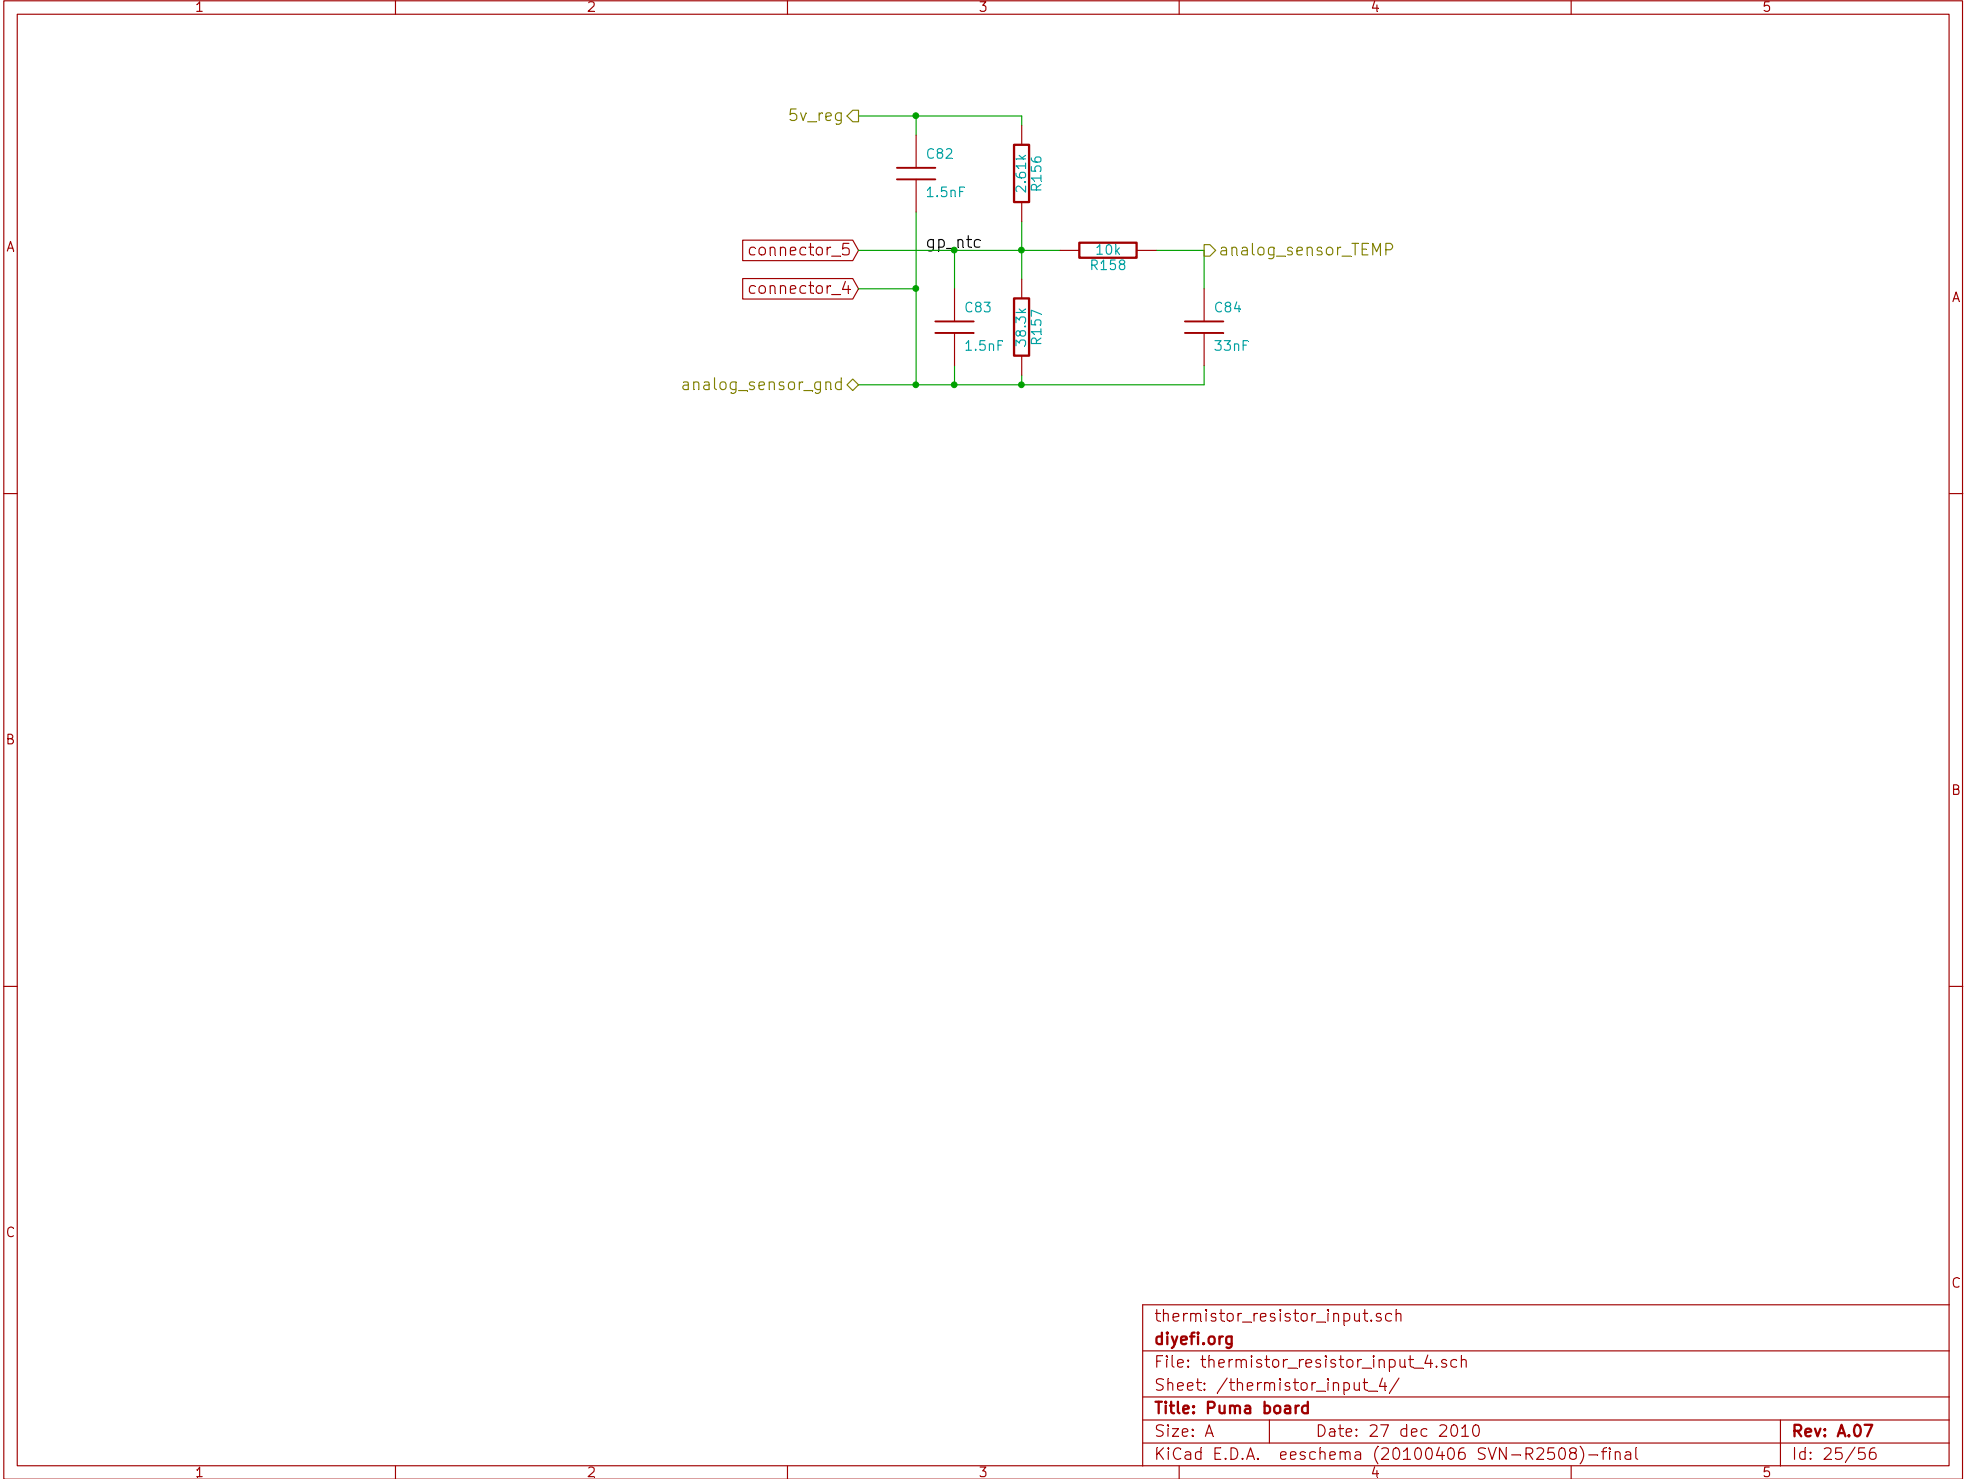 1 2 3 4 5
5v_reg
C82
1.5nF
2.61k
R156
A
connector_5
gp_ntc
10k
R158
analog_sensor_TEMP
connector_4
A
C83
1.5nF
38.3k
R157
C84
33nF
analog_sensor_gnd
B
B
C
C
thermistor_resistor_input.sch
diyefi.org
File: thermistor_resistor_input_4.sch
Sheet: /thermistor_input_4/
Title: Puma board
Size: A Date: 27 dec 2010 Rev: A.07
KiCad E.D.A. eeschema (20100406 SVN-R2508)-final Id: 25/56
1 2 3 4 5